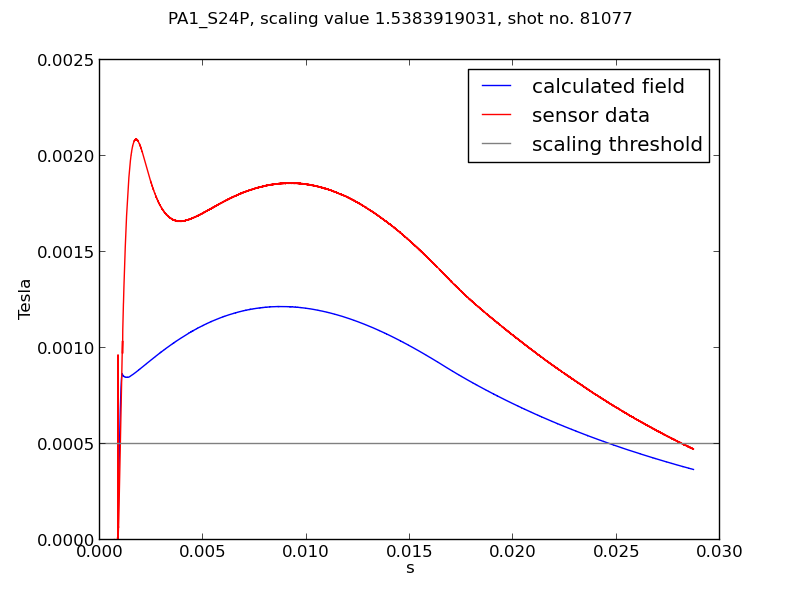 PA1_S24P, scaling value 1.5383919031, shot no. 81077
0.0025
0.0020
0.0015
0.0010
0.0005
0.0000
Tesla
calculated field
sensor data
scaling threshold
0.000 0.005 0.010 0.015 0.020 0.025 0.030
s